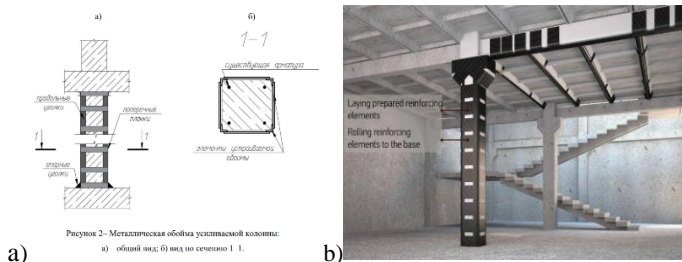 а)
б)
1-1
существующая арматура
продольные
уголки
поперечные
планки
1
1
опорные
уголки
элементы устраиваемой
обоймы
Рисунок 2– Металлическая обойма усиливаемой колонны:
а) общий вид; б) вид по сечению 1–1.
a)
Laying prepared reinforcing
elements
Rolling reinforcing
elements to the base
b)